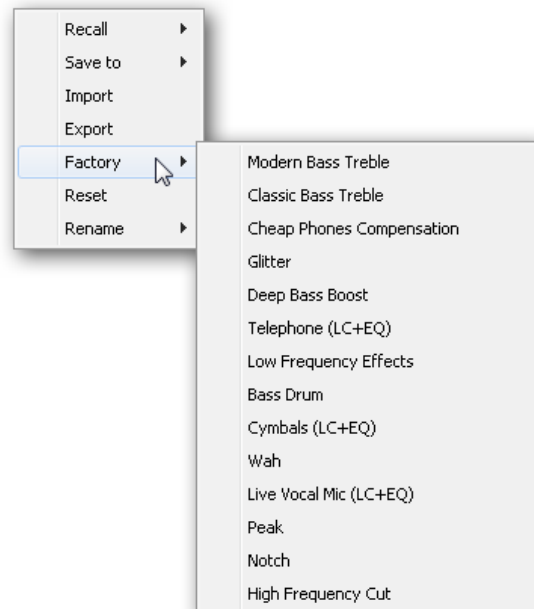 Recall
Save to
Import
Export
Factory
Reset
Rename
Modern Bass Treble
Classic Bass Treble
Cheap Phones Compensation
Glitter
Deep Bass Boost
Telephone (LC+EQ)
Low Frequency Effects
Bass Drum
Cymbals (LC+EQ)
Wah
Live Vocal Mic (LC+EQ)
Peak
Notch
High Frequency Cut